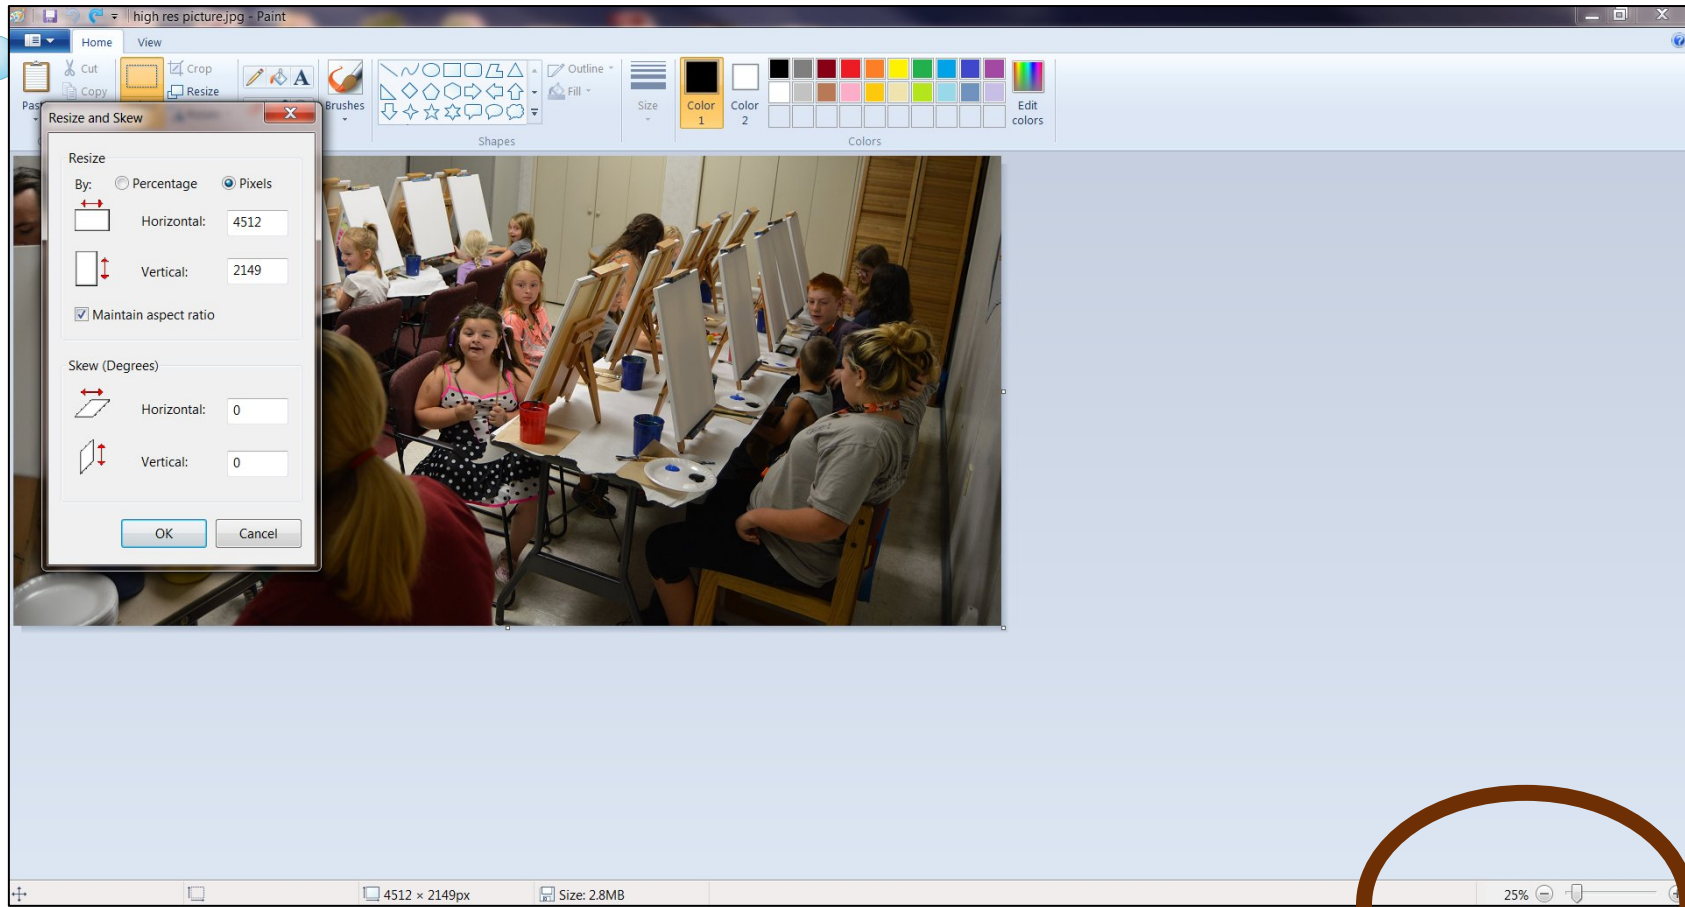 high res picture.jpg - Paint
Home View
Cut
Copy
Crop
Resize
A
Brushes
Outline
Fill
Shapes
Size
Color 1
Color 2
Edit colors
Colors
Resize and Skew
X
Resize
By: Percentage Pixels
Horizontal: 4512
Vertical: 2149
Maintain aspect ratio
Skew (Degrees)
Horizontal: 0
Vertical: 0
OK Cancel
4512 × 2149px Size: 2.8MB 25%